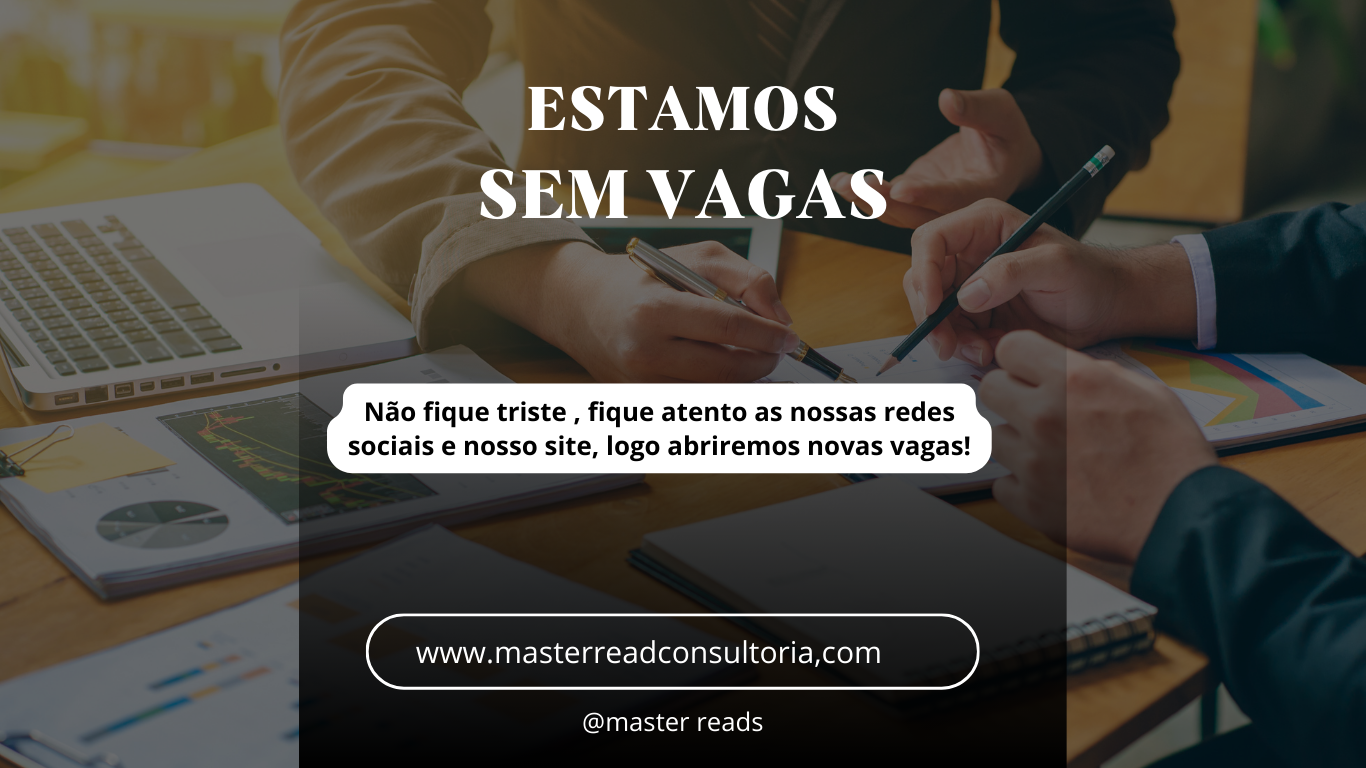 ESTAMOS
SEM VAGAS
Não fique triste , fique atento as nossas redes
sociais e nosso site, logo abriremos novas vagas!
www.masterreadconsultoria,com
@master reads